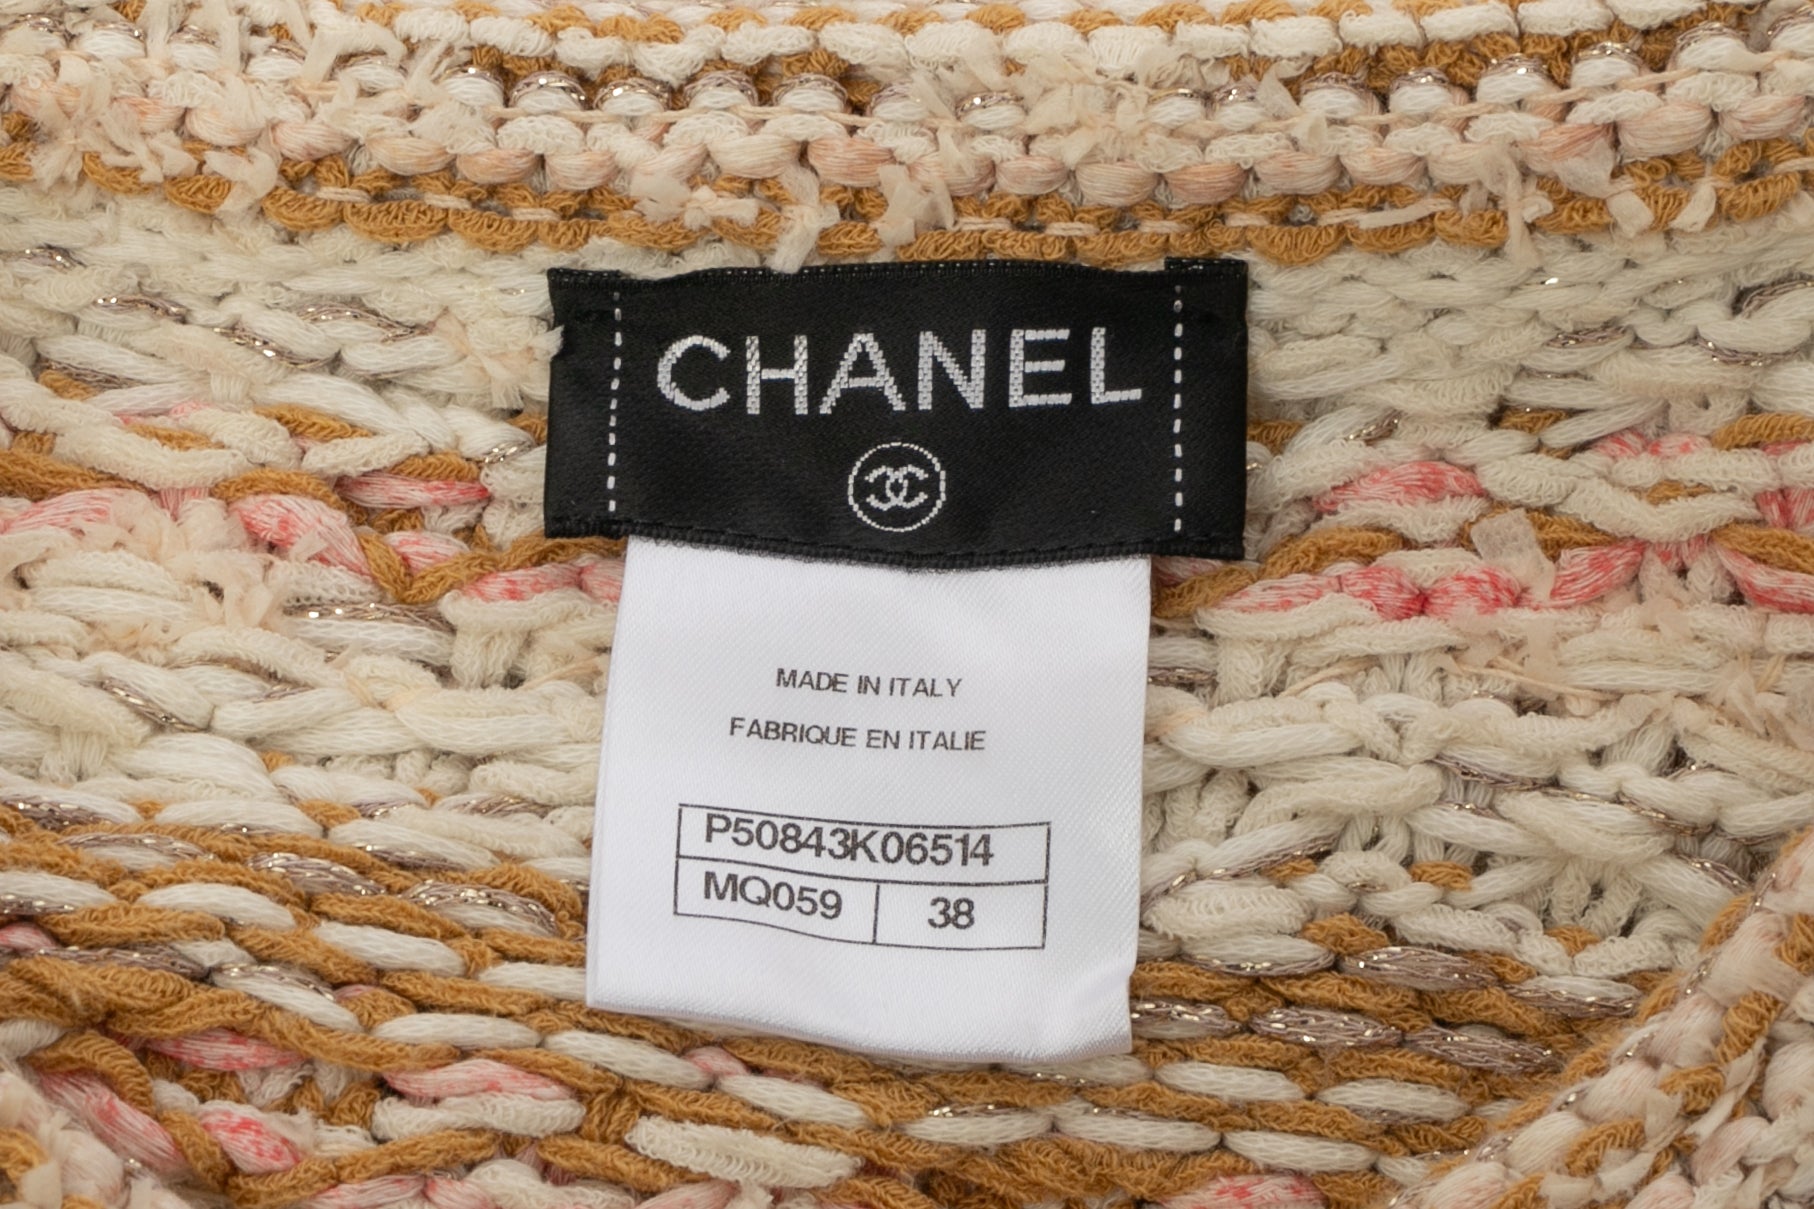 CHANEL
MADE IN ITALY
FABRIQUE EN ITALIE
P50843K06514
MQ059 38